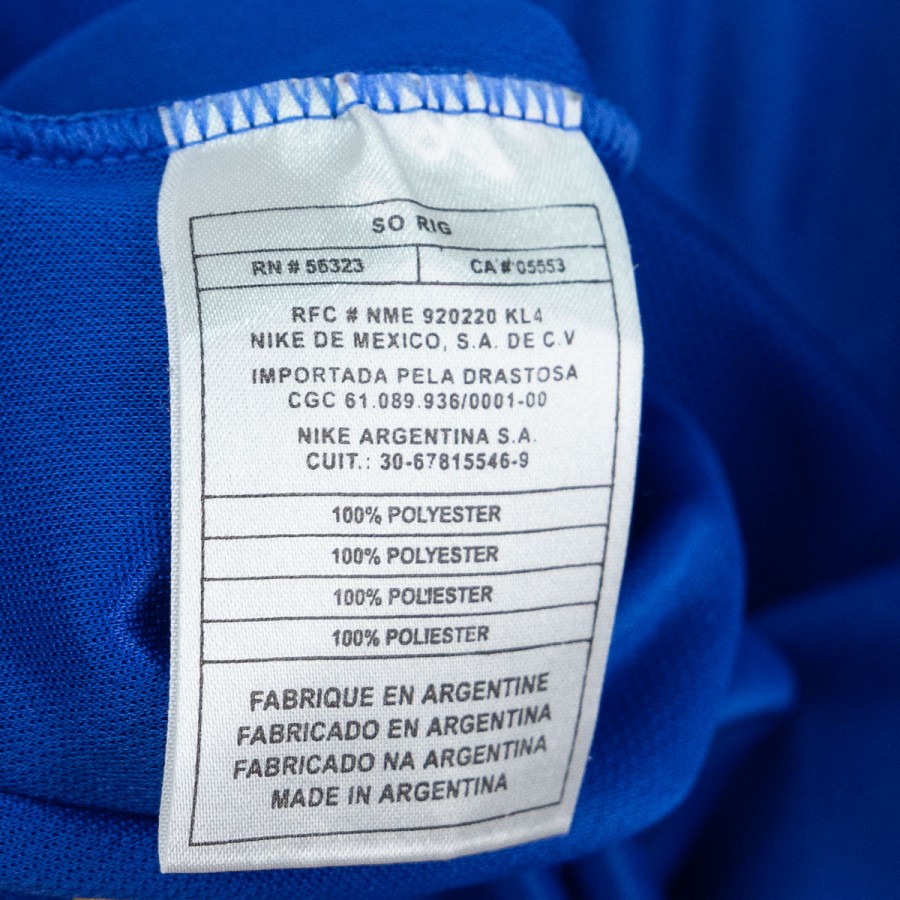 SO RIG
RN # 56323 CA # 05553
RFC # NME 920220 KL4
NIKE DE MEXICO, S.A. DE C.V
IMPORTADA PELA DRASTOSA
CGC 61.089.936/0001-00
NIKE ARGENTINA S.A.
CUIT.: 30-67815546-9
100% POLYESTER
100% POLYESTER
100% POLIESTER
100% POLIESTER
FABRIQUE EN ARGENTINE
FABRICADO EN ARGENTINA
FABRICADO NA ARGENTINA
MADE IN ARGENTINA